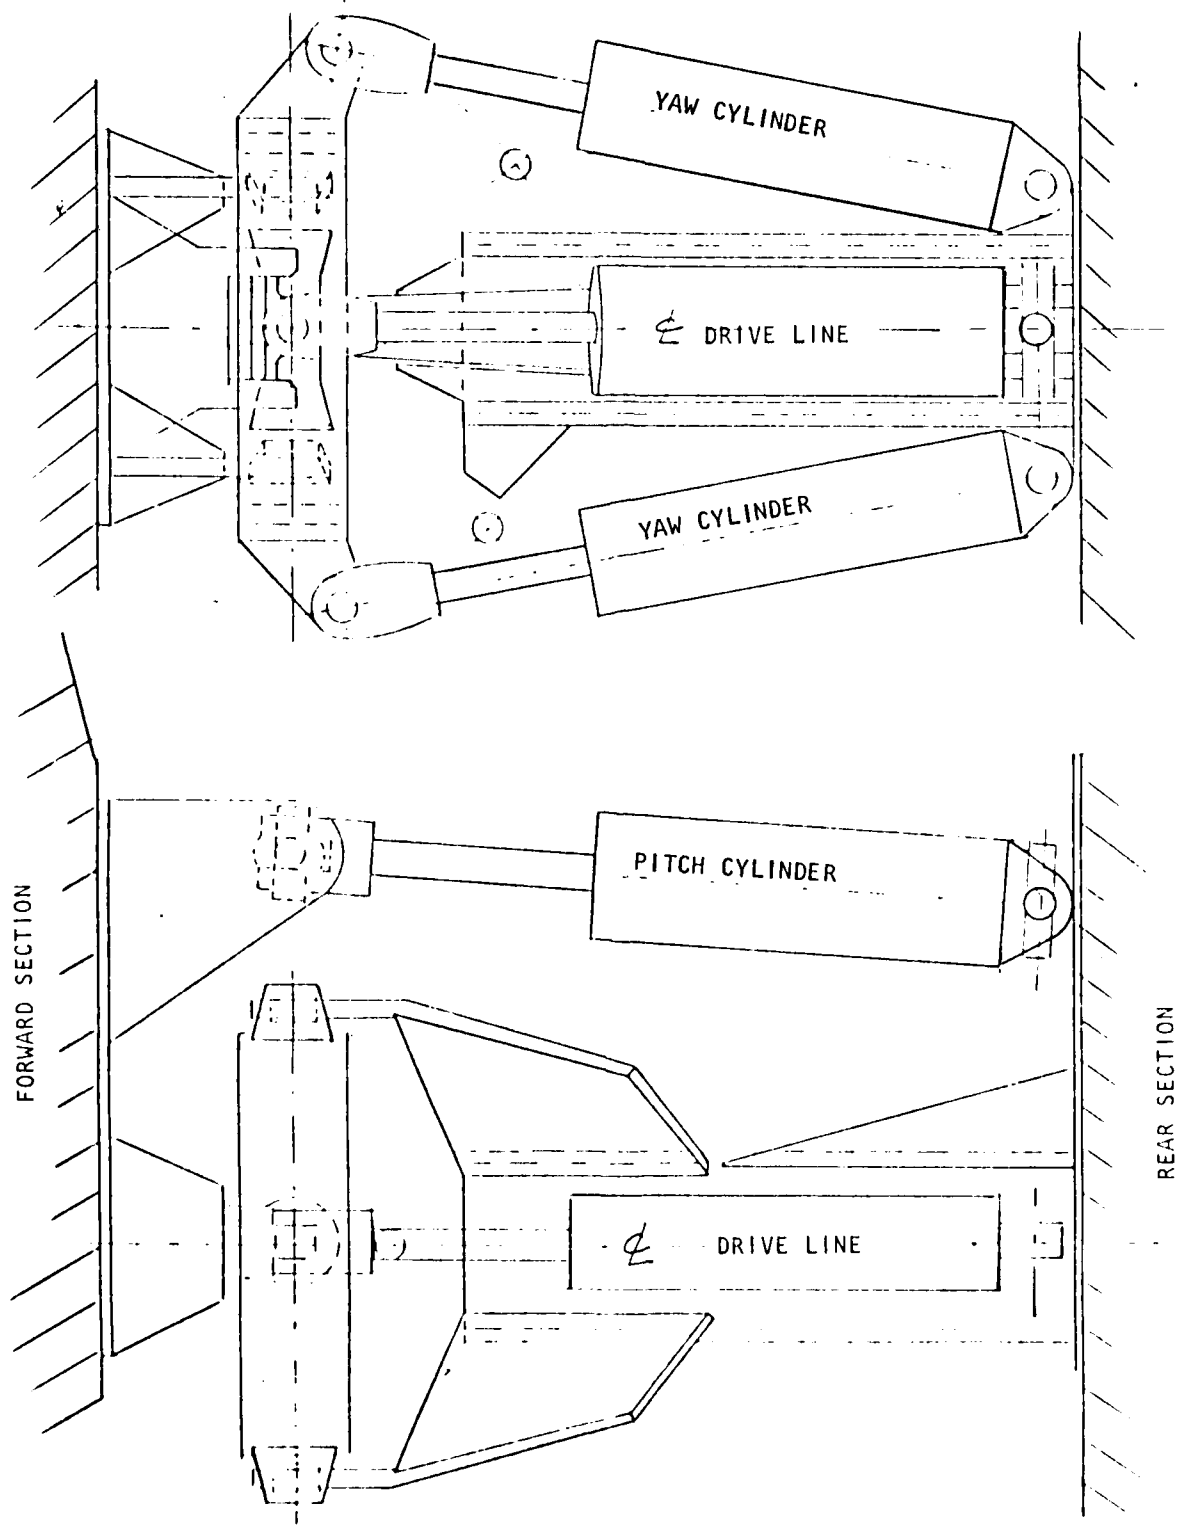 YAW CYLINDER
℄ DRIVE LINE
YAW CYLINDER
PITCH CYLINDER
FORWARD SECTION
REAR SECTION
℄ DRIVE LINE